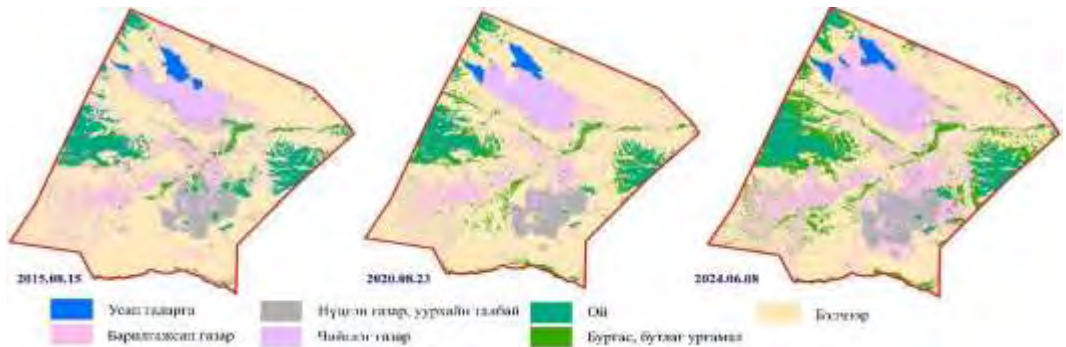 2015.08.15
2020.08.23
2024.06.08
Усан гадарга
Нүцгэн газар, уурхайн талбай
Ой
Бэлчээр
Барилгажсан газар
Чийглэг газар
Бургас, бутлаг ургамал